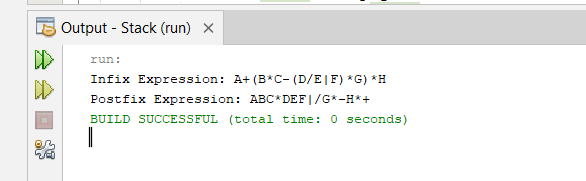 Output - Stack (run)
run:
Infix Expression: A+(B*C-(D/E|F)*G)*H
Postfix Expression: ABC*DEF|/G*-H*+
BUILD SUCCESSFUL (total time: 0 seconds)